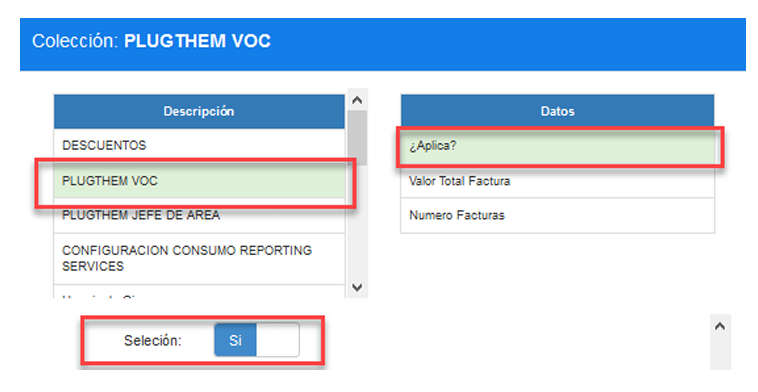 Colección: PLUGTHEM VOC
Descripción
DESCUENTOS
PLUGTHEM VOC
PLUGTHEM JEFE DE AREA
CONFIGURACION CONSUMO REPORTING
SERVICES
Datos
¿Aplica?
Valor Total Factura
Numero Facturas
Seleción:
Si